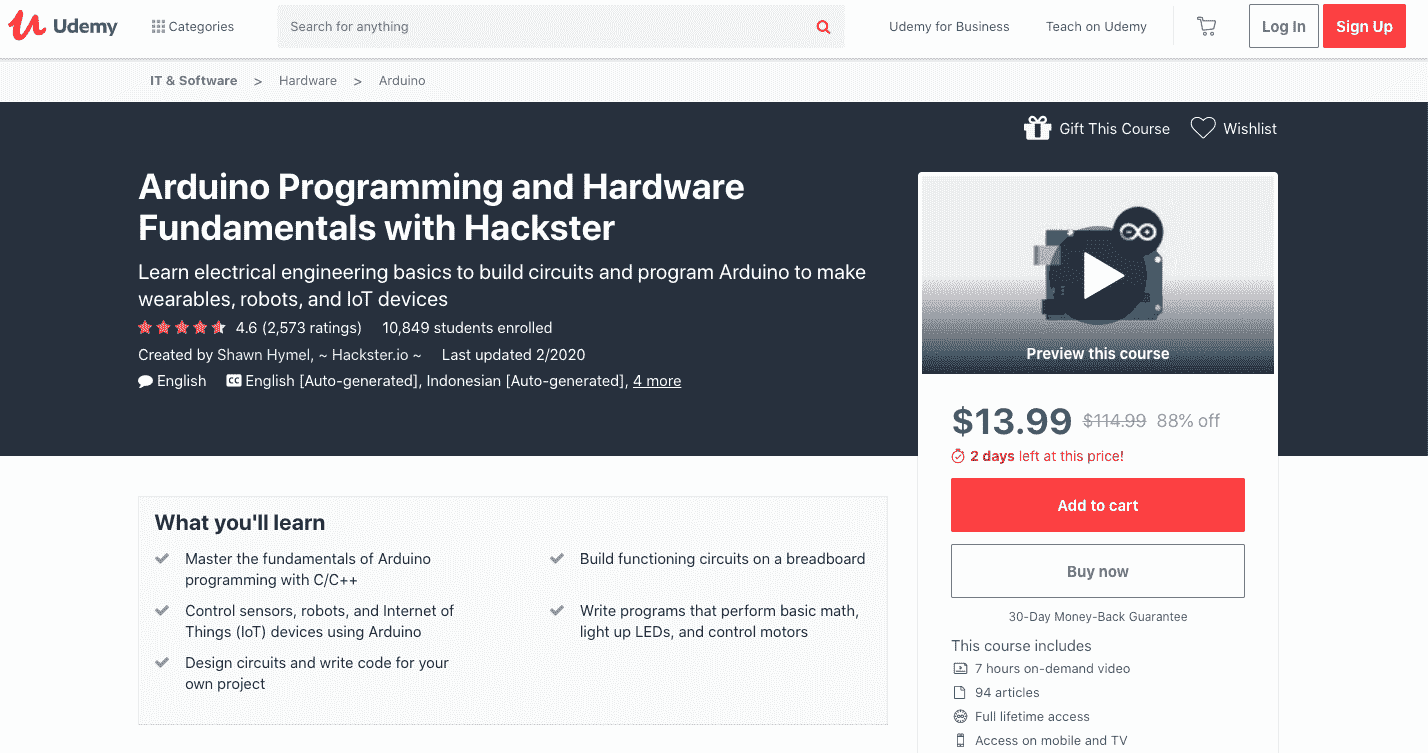 Udemy
Categories
Search for anything
Udemy for Business
Teach on Udemy
Log In
Sign Up
IT & Software > Hardware > Arduino
Gift This Course
Wishlist
Arduino Programming and Hardware
Fundamentals with Hackster
Learn electrical engineering basics to build circuits and program Arduino to make
wearables, robots, and IoT devices
4.6 (2,573 ratings) 10,849 students enrolled
Created by Shawn Hymel, ~ Hackster.io ~ Last updated 2/2020
English CC English [Auto-generated], Indonesian [Auto-generated], 4 more
Preview this course
$13.99 $114.99 88% off
2 days left at this price!
Add to cart
Buy now
30-Day Money-Back Guarantee
This course includes
7 hours on-demand video
94 articles
Full lifetime access
Access on mobile and TV
What you'll learn
Master the fundamentals of Arduino
programming with C/C++
Build functioning circuits on a breadboard
Control sensors, robots, and Internet of
Things (IoT) devices using Arduino
Write programs that perform basic math,
light up LEDs, and control motors
Design circuits and write code for your
own project